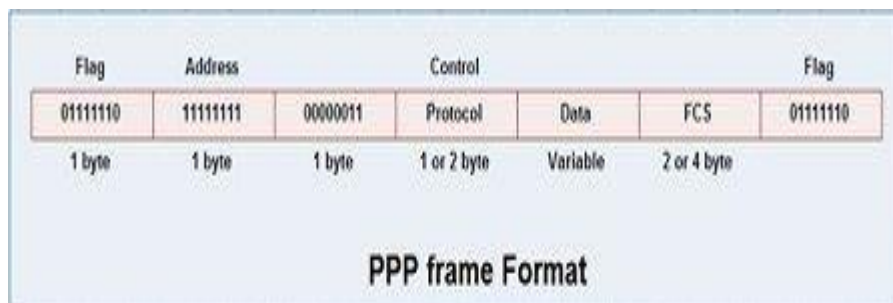 Flag Address Control Flag
01111110 11111111 00000011 Protocol Data FCS 01111110
1 byte 1 byte 1 byte 1 or 2 byte Variable 2 or 4 byte
PPP frame Format